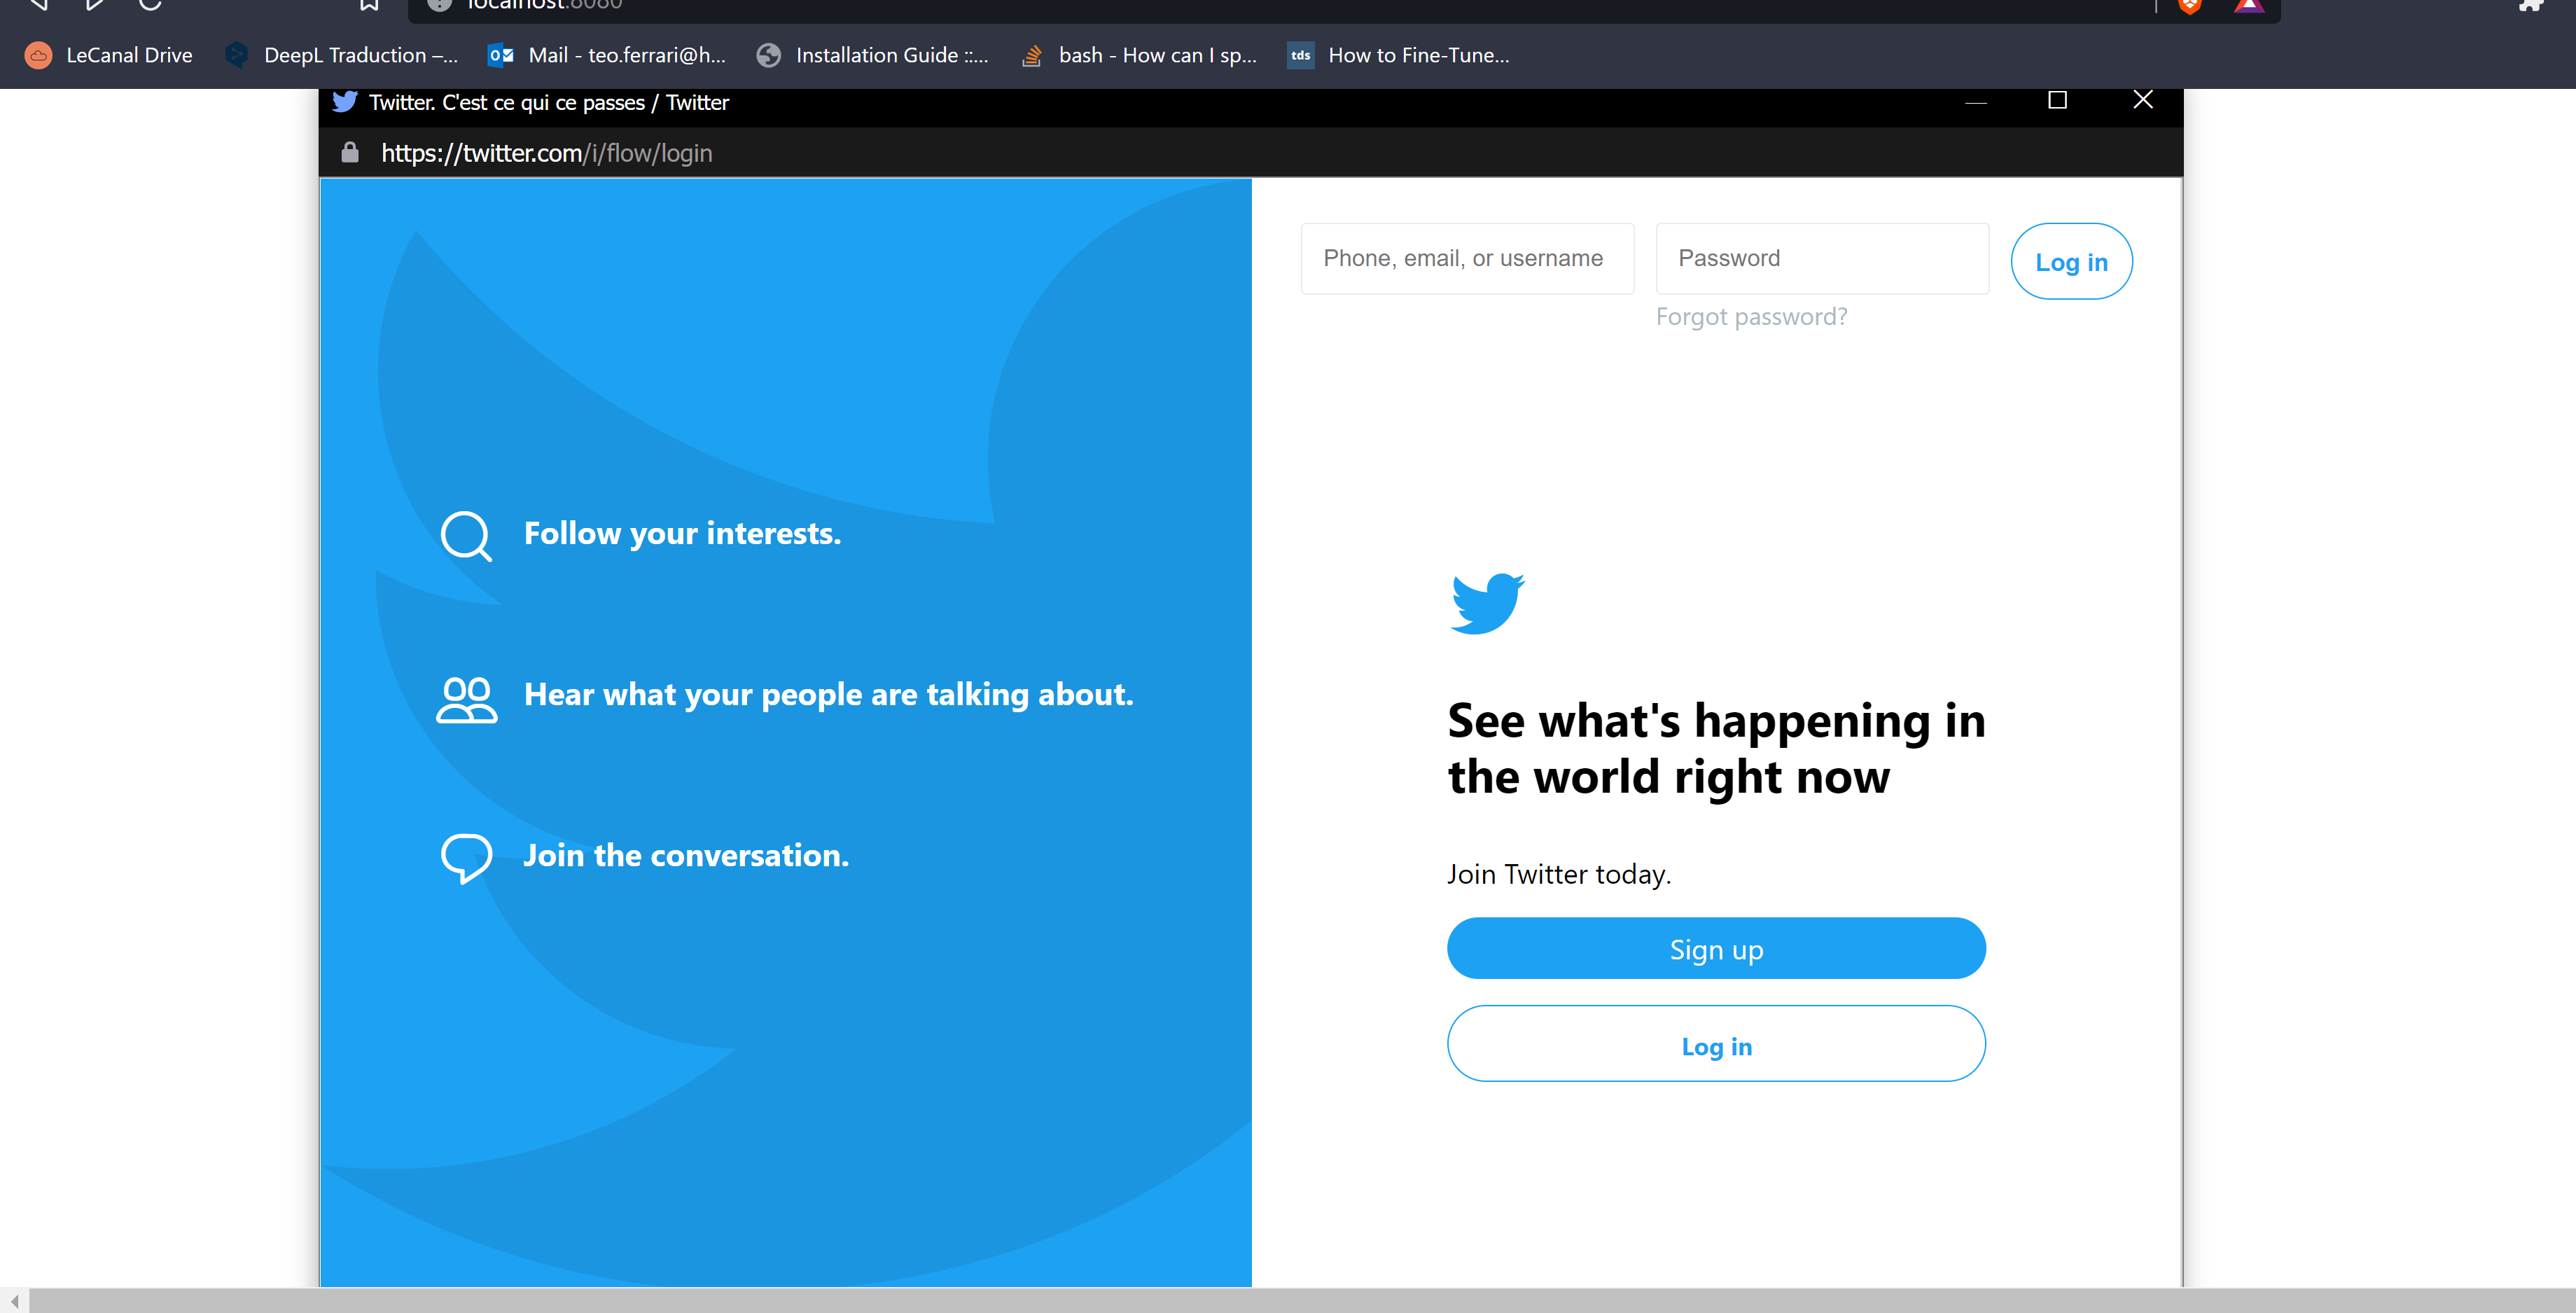 localhost:8080
LeCanal Drive DeepL Traduction –... Mail - teo.ferrari@h... Installation Guide ::... bash - How can I sp... tds How to Fine-Tune...
Twitter. C'est ce qui ce passes / Twitter
https://twitter.com/i/flow/login
Phone, email, or username Password Log in
Forgot password?
Follow your interests.
Hear what your people are talking about.
Join the conversation.
See what's happening in
the world right now
Join Twitter today.
Sign up
Log in